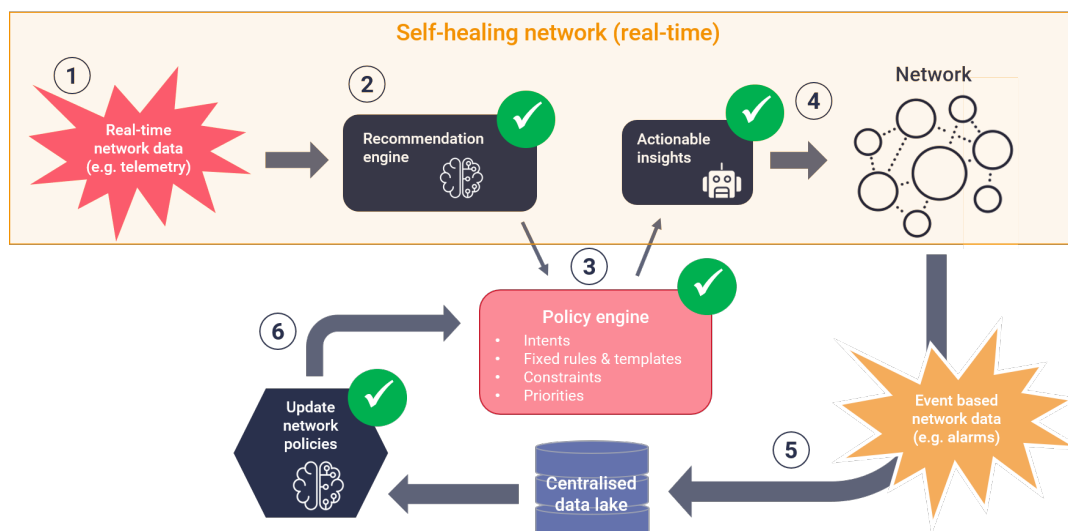 Self-healing network (real-time)
1
Real-time
network data
(e.g. telemetry)
2
Recommendation
engine
Actionable
insights
4
Network
3
Policy engine
• Intents
• Fixed rules & templates
• Constraints
• Priorities
6
Update
network
policies
Centralised
data lake
5
Event based
network data
(e.g. alarms)